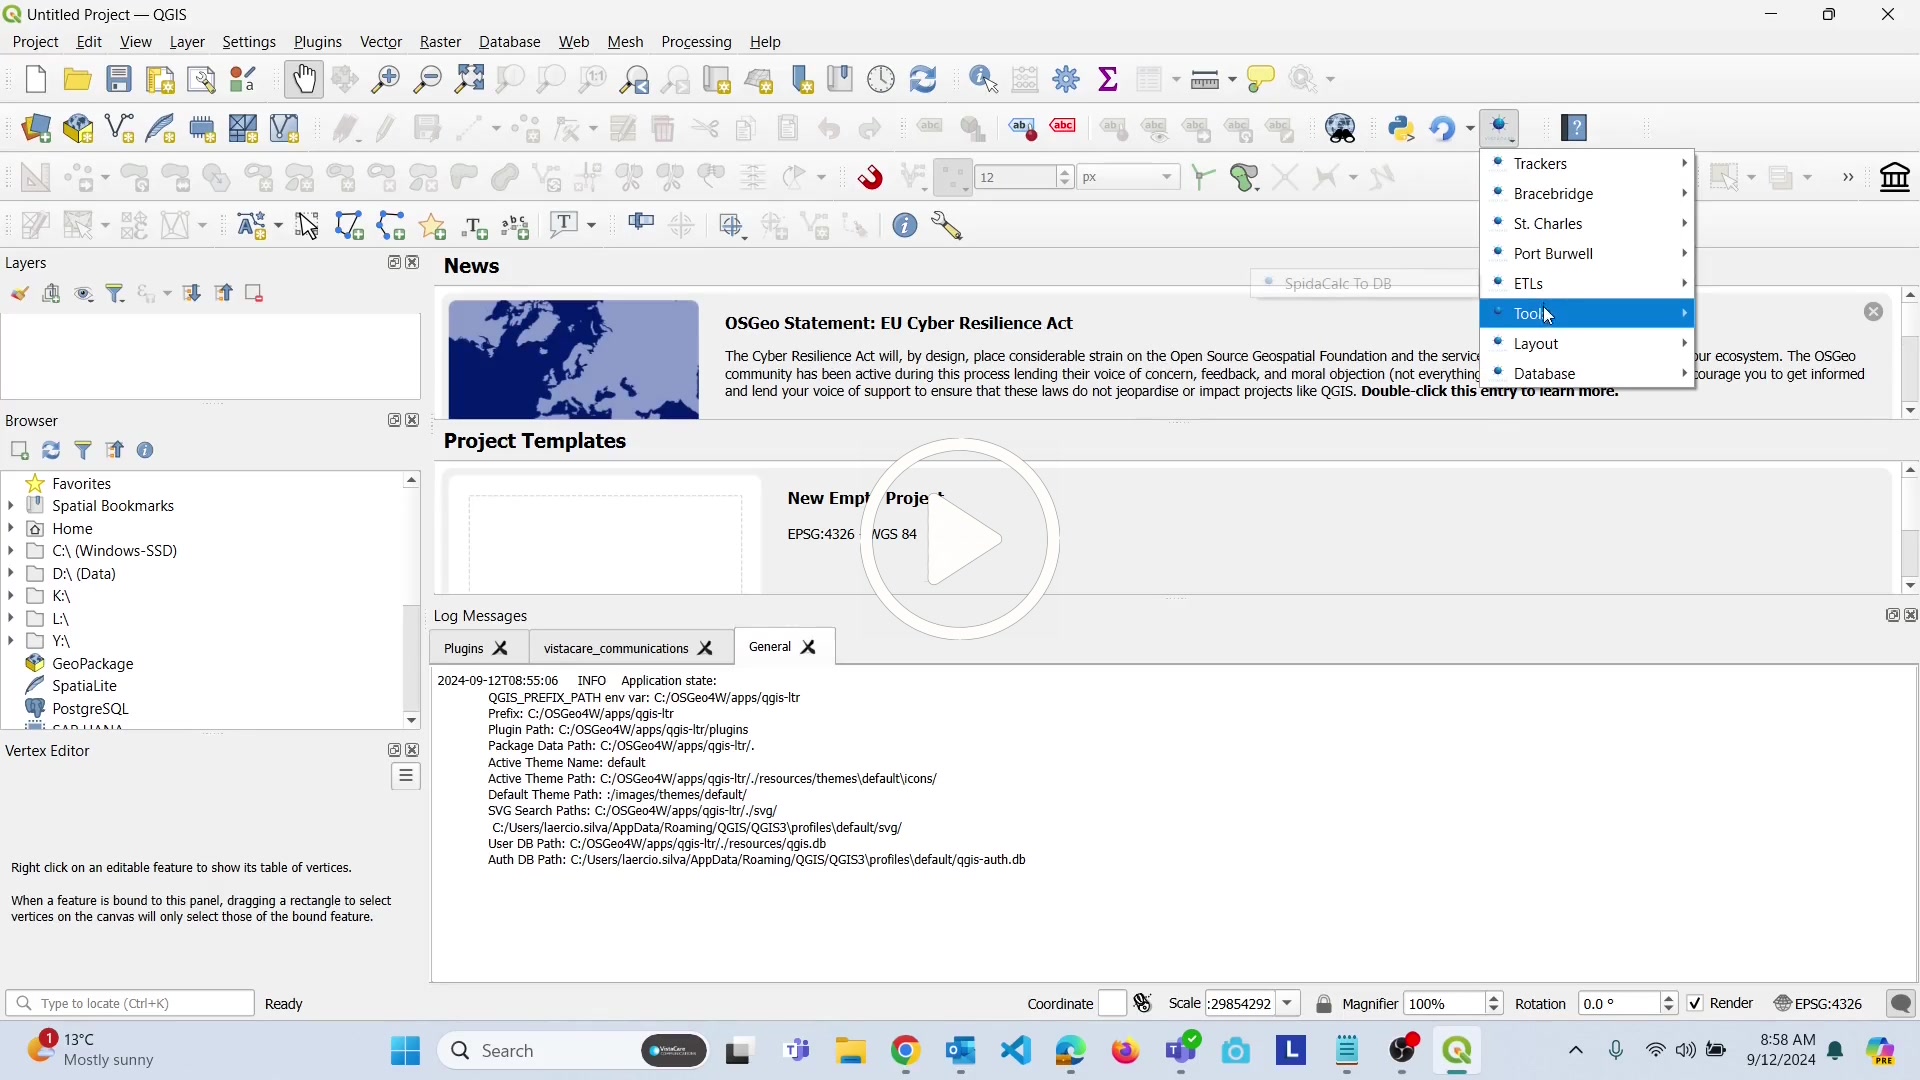 Untitled Project — QGIS
Project Edit View Layer Settings Plugins Vector Raster Database Web Mesh Processing Help
12 px
Trackers
Bracebridge
St. Charles
Port Burwell
ETLs
SpidaCalc To DB
Tools
Layout
Database
Layers
News
OSGeo Statement: EU Cyber Resilience Act
The Cyber Resilience Act will, by design, place considerable strain on the Open Source Geospatial Foundation and the service
our ecosystem. The OSGeo
community has been active during this process lending their voice of concern, feedback, and moral objection (not everything
courage you to get informed
and lend your voice of support to ensure that these laws do not jeopardise or impact projects like QGIS. Double-click this entry to learn more.
Browser
Favorites
Spatial Bookmarks
Home
C:\ (Windows-SSD)
D:\ (Data)
K:\
L:\
Y:\
GeoPackage
SpatiaLite
PostgreSQL
SAP HANA
Project Templates
New Empty Project
EPSG:4326 - WGS 84
Log Messages
Plugins vistacare_communications General
2024-09-12T08:55:06 INFO Application state:
QGIS_PREFIX_PATH env var: C:/OSGeo4W/apps/qgis-ltr
Prefix: C:/OSGeo4W/apps/qgis-ltr
Plugin Path: C:/OSGeo4W/apps/qgis-ltr/plugins
Package Data Path: C:/OSGeo4W/apps/qgis-ltr/.
Active Theme Name: default
Active Theme Path: C:/OSGeo4W/apps/qgis-ltr/./resources/themes\default\icons/
Default Theme Path: :/images/themes/default/
SVG Search Paths: C:/OSGeo4W/apps/qgis-ltr/./svg/
C:/Users/laercio.silva/AppData/Roaming/QGIS/QGIS3\profiles\default/svg/
User DB Path: C:/OSGeo4W/apps/qgis-ltr/./resources/qgis.db
Auth DB Path: C:/Users/laercio.silva/AppData/Roaming/QGIS/QGIS3\profiles\default/qgis-auth.db
Vertex Editor
Right click on an editable feature to show its table of vertices.
When a feature is bound to this panel, dragging a rectangle to select
vertices on the canvas will only select those of the bound feature.
Type to locate (Ctrl+K) Ready Coordinate Scale :29854292 Magnifier 100% Rotation 0.0 ° Render EPSG:4326
1 13°C
Mostly sunny
Search
8:58 AM
9/12/2024